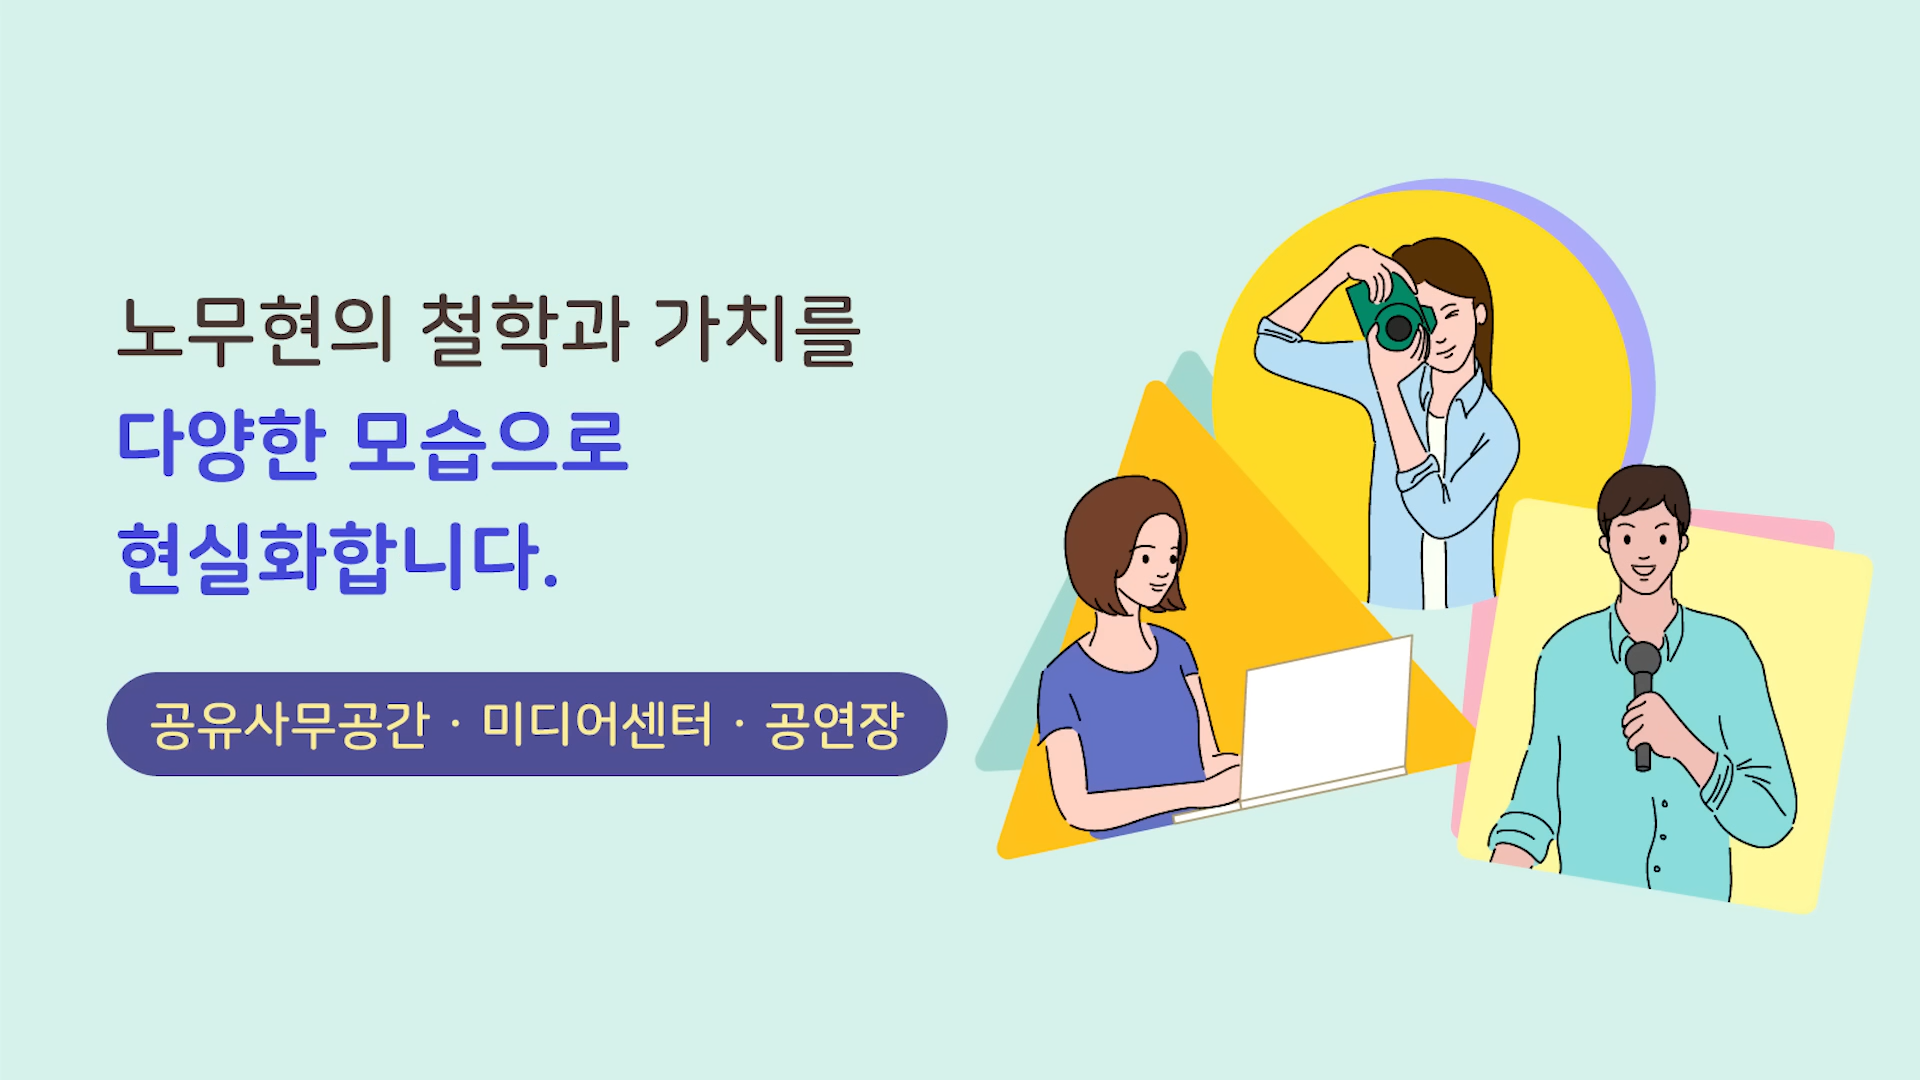 노무현의 철학과 가치를
다양한 모습으로
현실화합니다.
공유사무공간 · 미디어센터 · 공연장